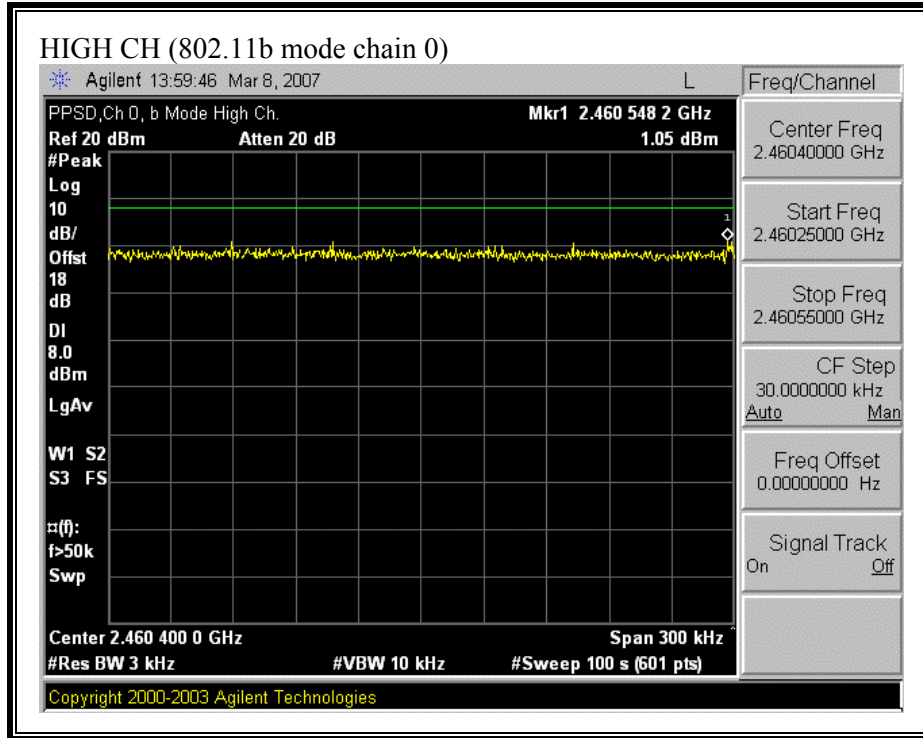 HIGH CH (802.11b mode chain 0)
Agilent 13:59:46 Mar 8, 2007 L
PPSD,Ch 0, b Mode High Ch. Mkr1 2.460 548 2 GHz
Ref 20 dBm Atten 20 dB 1.05 dBm
#Peak
Log
10
dB/
Offst
18
dB
DI
8.0
dBm
LgAv
W1 S2
S3 FS
¤(f):
f>50k
Swp
1
Center 2.460 400 0 GHz Span 300 kHz
#Res BW 3 kHz #VBW 10 kHz #Sweep 100 s (601 pts)
Copyright 2000-2003 Agilent Technologies
Freq/Channel
Center Freq
2.46040000 GHz
Start Freq
2.46025000 GHz
Stop Freq
2.46055000 GHz
CF Step
30.0000000 kHz
Auto Man
Freq Offset
0.00000000 Hz
Signal Track
On Off